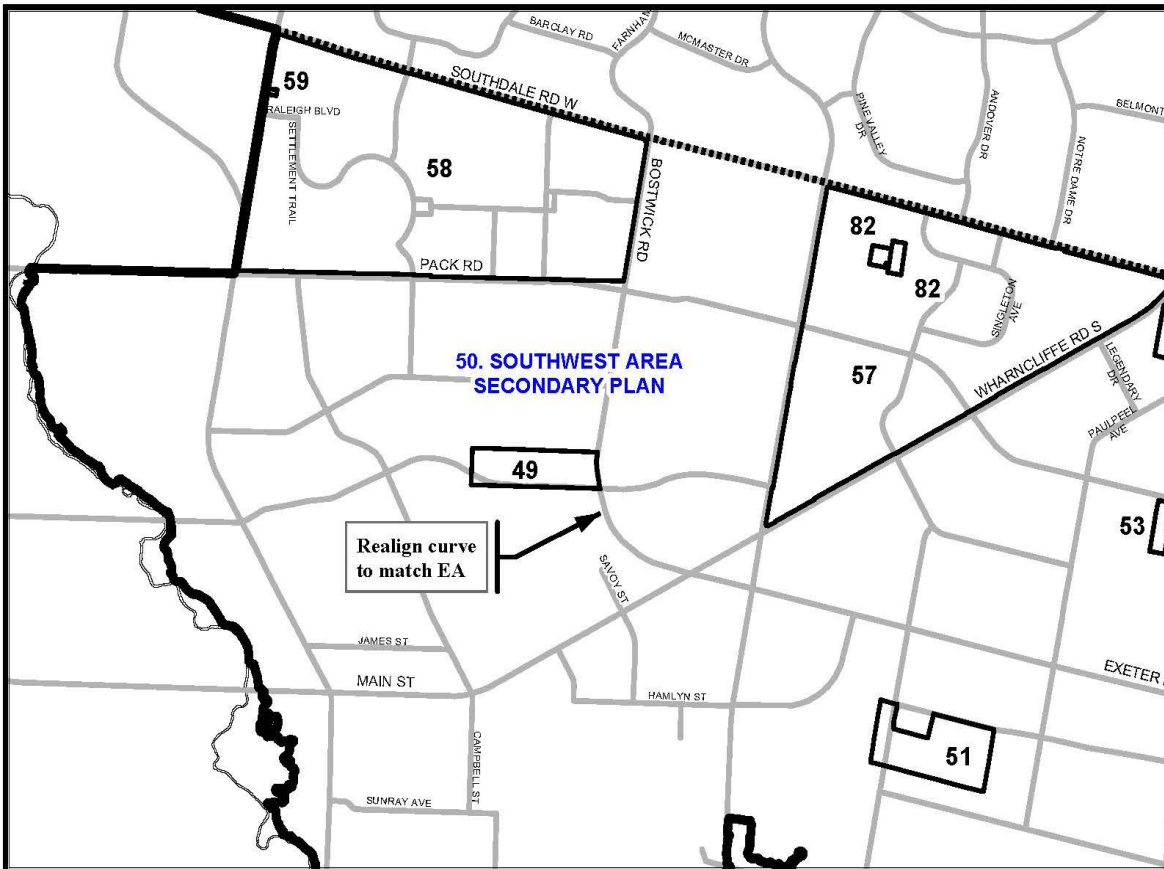 BARCLAY RD
FARNHAM
MCMASTER DR
59
SOUTHDALE RD W
RALEIGH BLVD
SETTLEMENT TRAIL
58
BOSTWICK RD
PINE VALLEY
DR
ANDOVER DR
BELMONT
NOTRE DAME DR
PACK RD
82
82
SINGLETON
AVE
50. SOUTHWEST AREA
SECONDARY PLAN
57
WHARNCLIFFE RD S
LEGENDARY
DR
PAULPEEL
AVE
49
53
Realign curve
to match EA
SAVOY ST
JAMES ST
MAIN ST
HAMLYN ST
EXETER
CAMPBELL ST
51
SUNRAY AVE